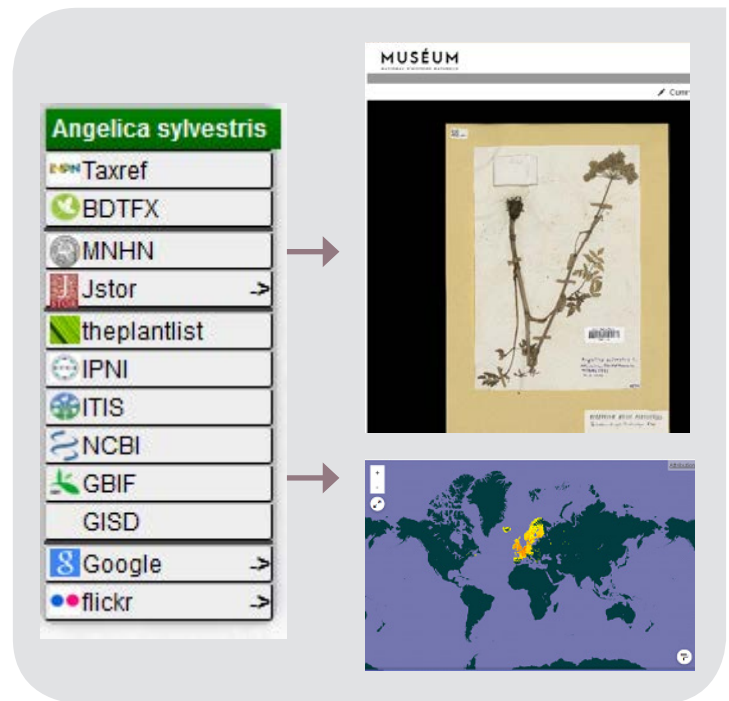 Angelica sylvestris
Taxref
BDTFX
MNHN
Jstor ->
theplantlist
IPNI
ITIS
NCBI
GBIF
GISD
Google ->
flickr ->
MUSÉUM